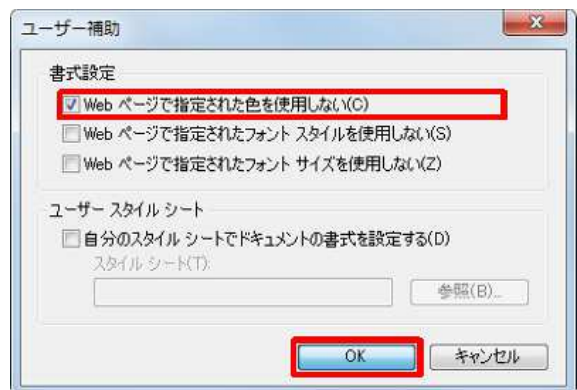 ユーザー補助
書式設定
Web ページで指定された色を使用しない(C)
Web ページで指定されたフォント スタイルを使用しない(S)
Web ページで指定されたフォント サイズを使用しない(Z)
ユーザー スタイル シート
自分のスタイル シートでドキュメントの書式を設定する(D)
スタイル シート(T):
参照(B)...
OK
キャンセル